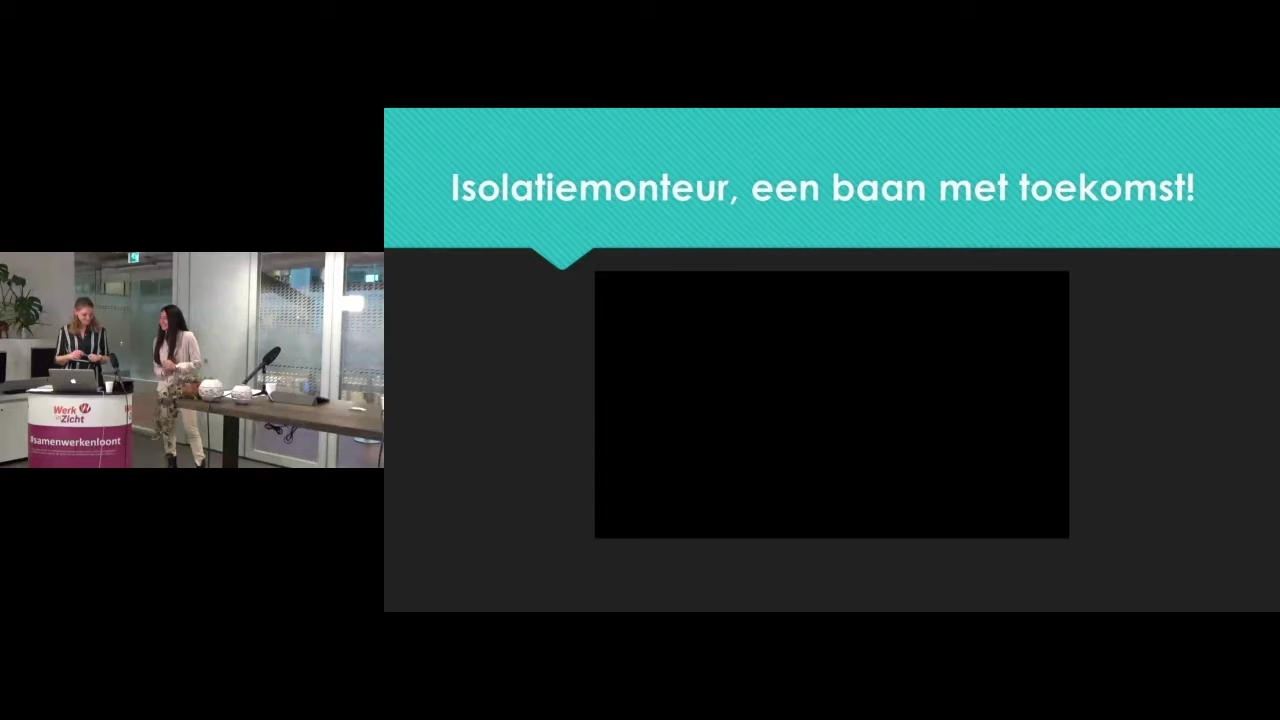 Isolatiemonteur, een baan met toekomst!
Werk
in Zicht
#samenwerkenloont